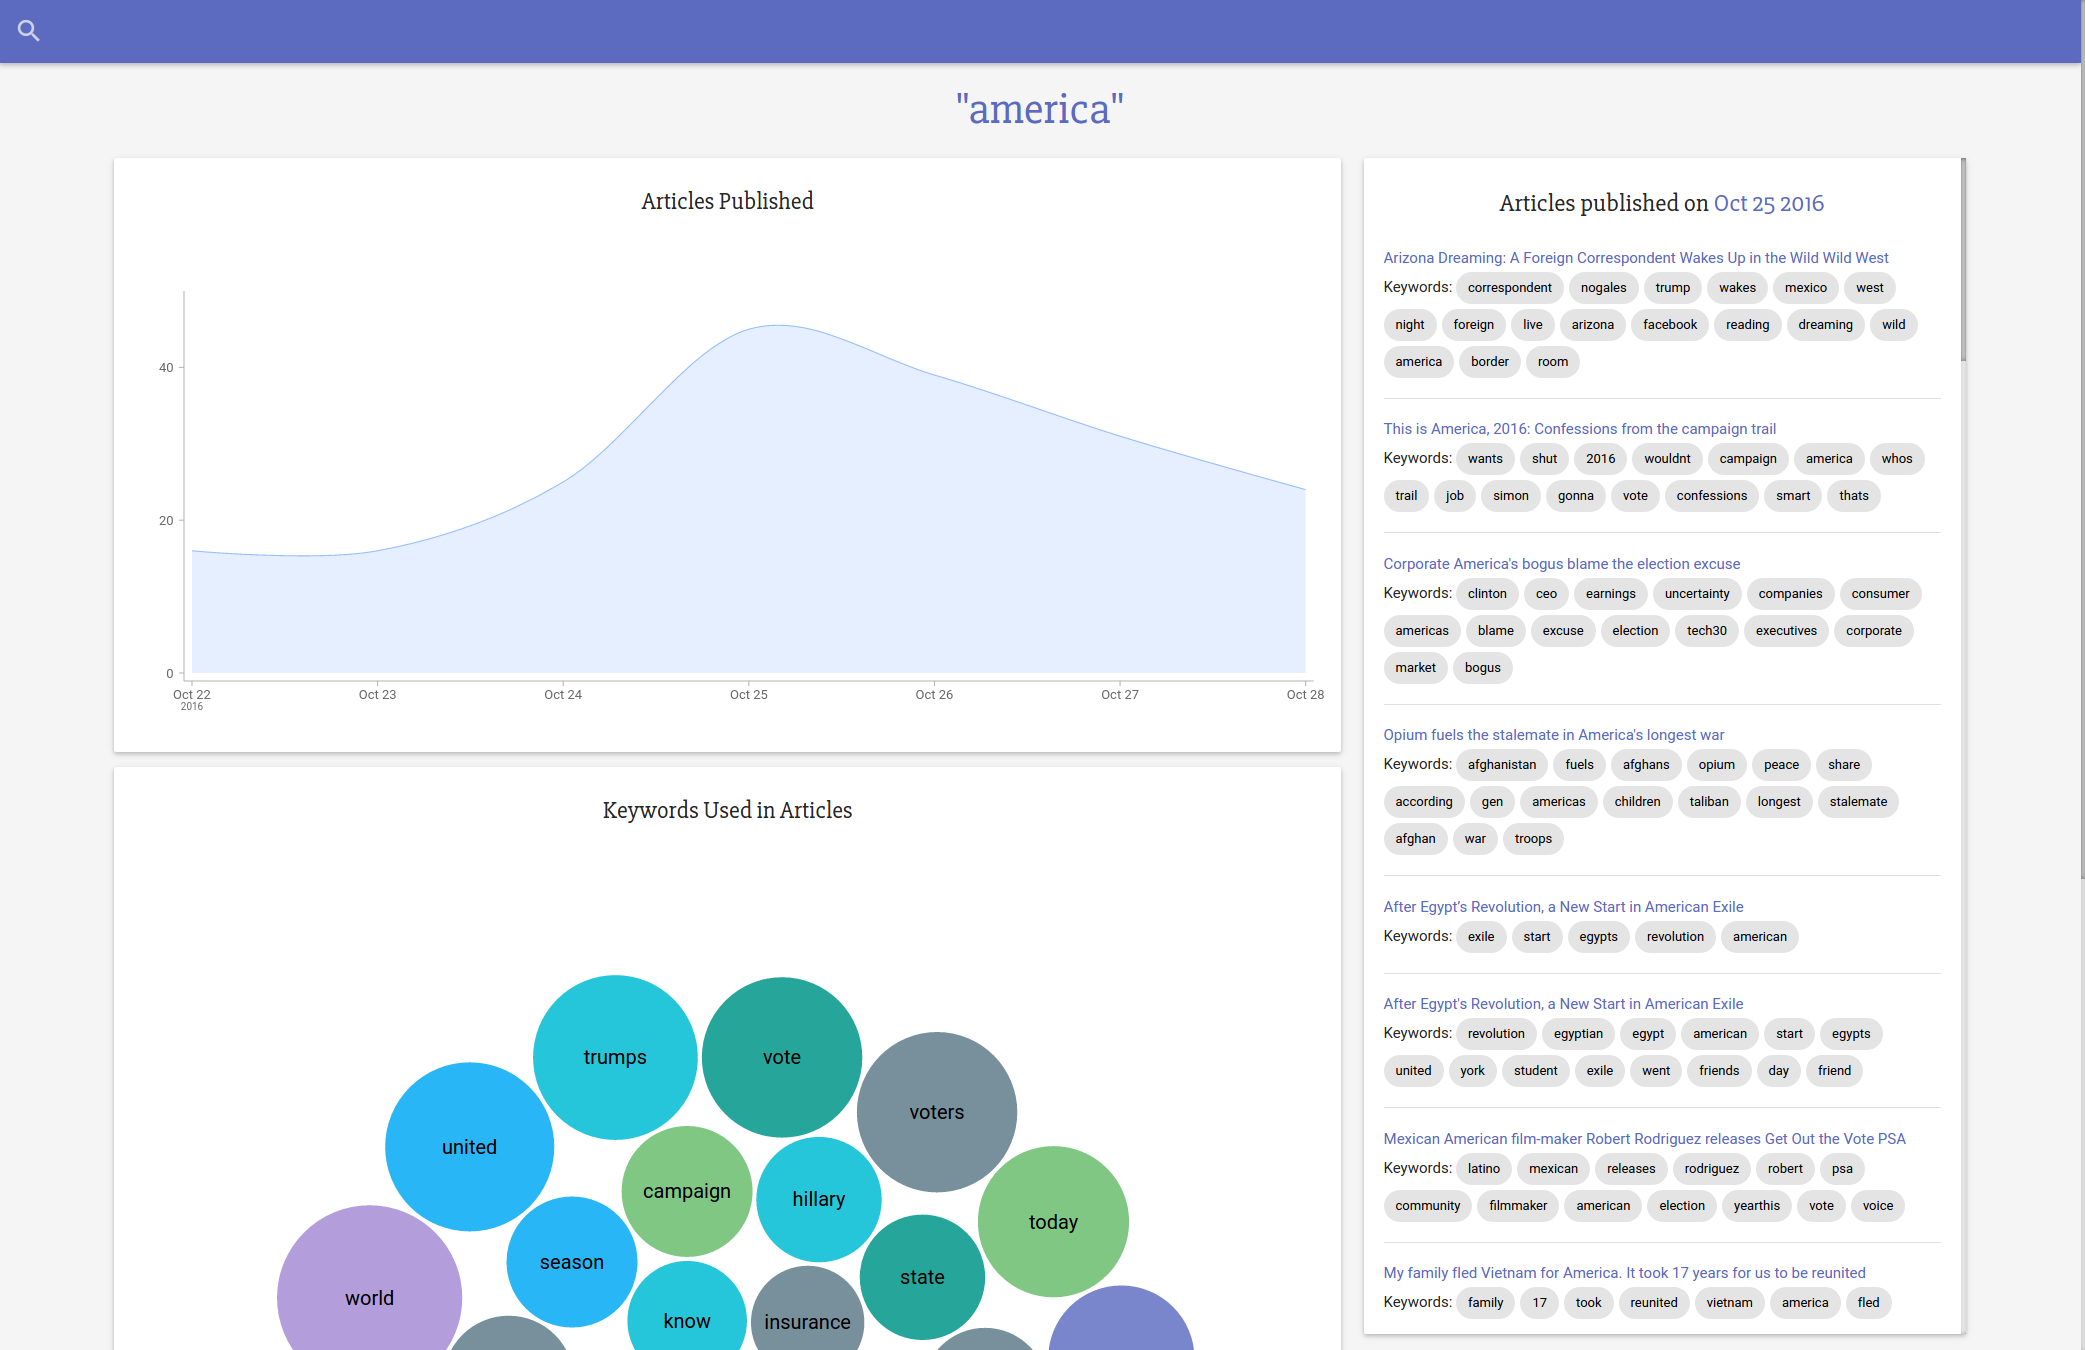 "america"
Articles Published
40
20
0
Oct 22 Oct 23 Oct 24 Oct 25 Oct 26 Oct 27 Oct 28
2016
Keywords Used in Articles
trumps
vote
voters
united
campaign
hillary
today
season
state
world
know
insurance
Articles published on Oct 25 2016
Arizona Dreaming: A Foreign Correspondent Wakes Up in the Wild Wild West
Keywords: correspondent nogales trump wakes mexico west
night foreign live arizona facebook reading dreaming wild
america border room
This is America, 2016: Confessions from the campaign trail
Keywords: wants shut 2016 wouldnt campaign america whos
trail job simon gonna vote confessions smart thats
Corporate America's bogus blame the election excuse
Keywords: clinton ceo earnings uncertainty companies consumer
americas blame excuse election tech30 executives corporate
market bogus
Opium fuels the stalemate in America's longest war
Keywords: afghanistan fuels afghans opium peace share
according gen americas children taliban longest stalemate
afghan war troops
After Egypt’s Revolution, a New Start in American Exile
Keywords: exile start egypts revolution american
After Egypt's Revolution, a New Start in American Exile
Keywords: revolution egyptian egypt american start egypts
united york student exile went friends day friend
Mexican American film-maker Robert Rodriguez releases Get Out the Vote PSA
Keywords: latino mexican releases rodriguez robert psa
community filmmaker american election yearthis vote voice
My family fled Vietnam for America. It took 17 years for us to be reunited
Keywords: family 17 took reunited vietnam america fled